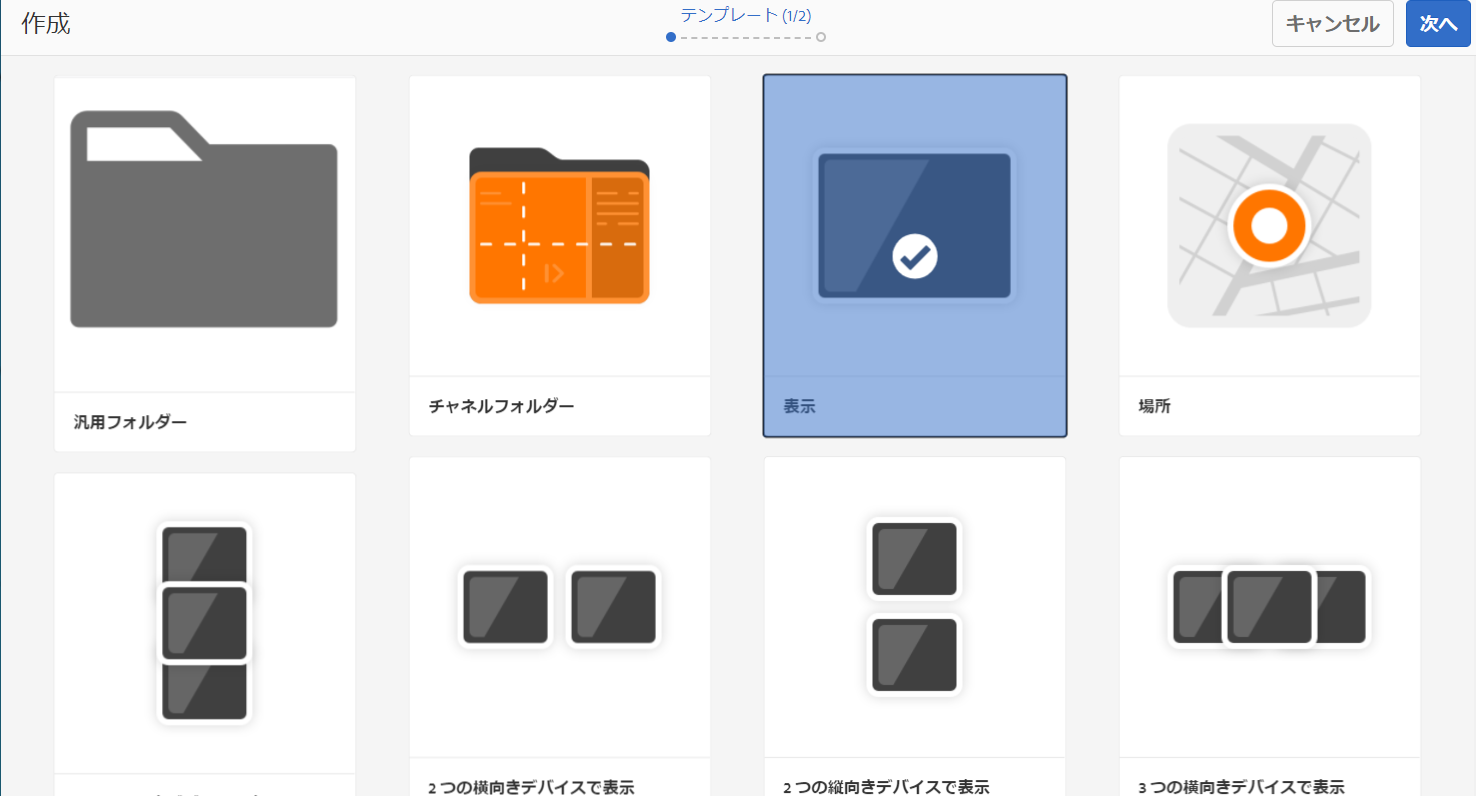 作成
テンプレート (1/2)
キャンセル
次へ
汎用フォルダー
チャネルフォルダー
表示
場所
2 つの横向きデバイスで表示
2 つの縦向きデバイスで表示
3 つの横向きデバイスで表示